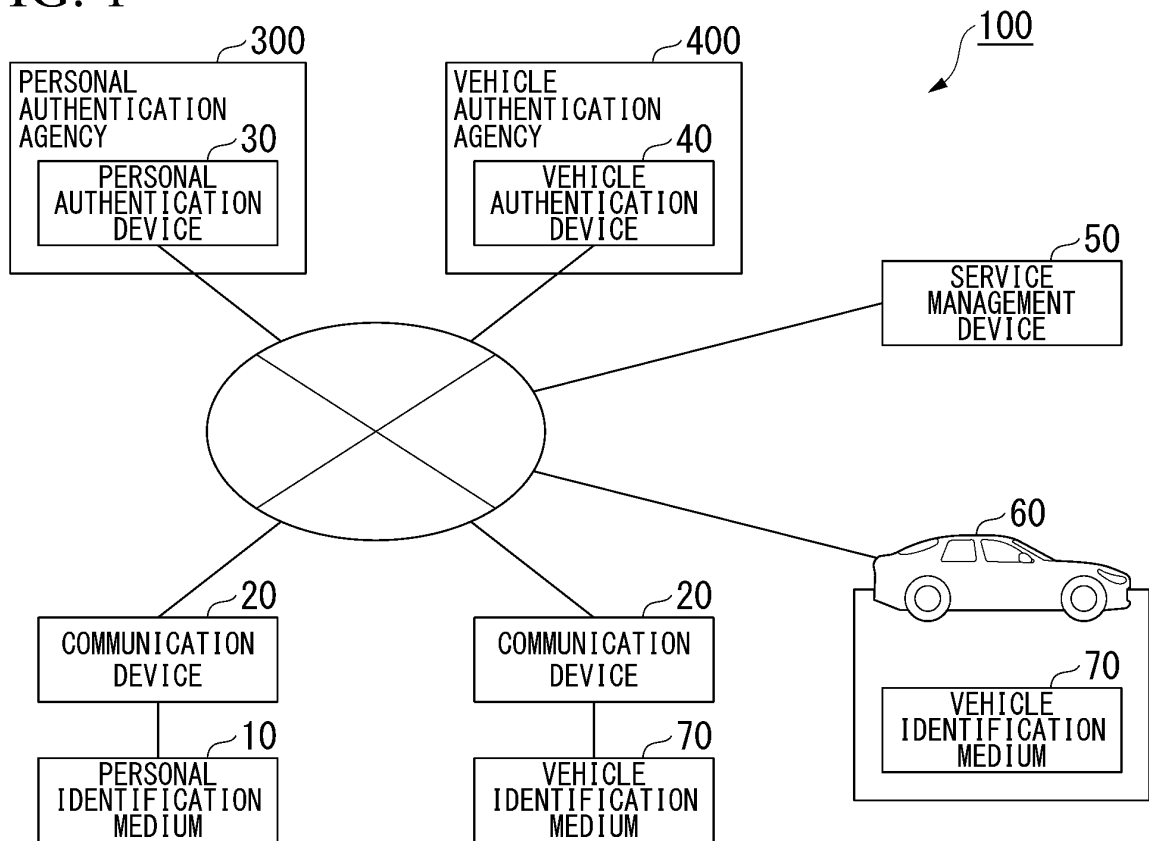 300
400
100
PERSONAL
AUTHENTICATION
AGENCY
30
PERSONAL
AUTHENTICATION
DEVICE
VEHICLE
AUTHENTICATION
AGENCY
40
VEHICLE
AUTHENTICATION
DEVICE
50
SERVICE
MANAGEMENT
DEVICE
60
20
COMMUNICATION
DEVICE
20
COMMUNICATION
DEVICE
70
VEHICLE
IDENTIFICATION
MEDIUM
10
PERSONAL
IDENTIFICATION
MEDIUM
70
VEHICLE
IDENTIFICATION
MEDIUM